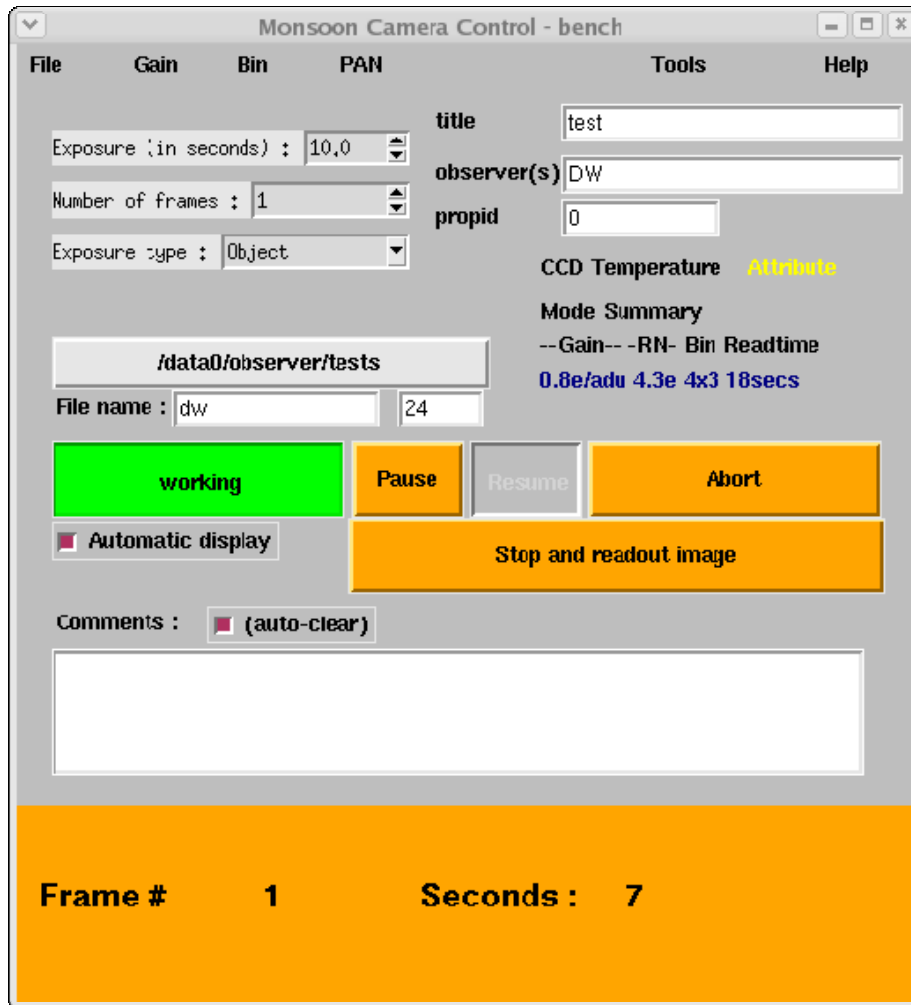 Monsoon Camera Control - bench
File Gain Bin PAN Tools Help
title test
Exposure (in seconds) : 10.0
observer(s) DW
Number of frames : 1
propid 0
Exposure type : Object
CCD Temperature Attribute
Mode Summary
--Gain-- -RN- Bin Readtime
/data0/observer/tests
0.8e/adu 4.3e 4x3 18secs
File name : dw 24
working Pause Resume Abort
Automatic display Stop and readout image
Comments : (auto-clear)
Frame # 1 Seconds : 7